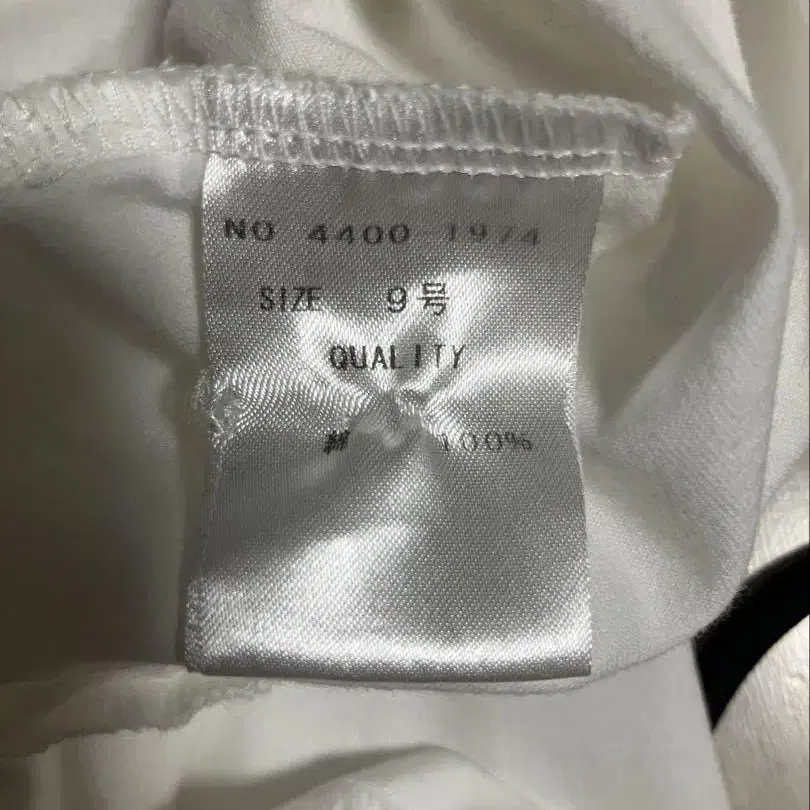 NO 4400-1974
SIZE 9号
QUALITY
綿 100%